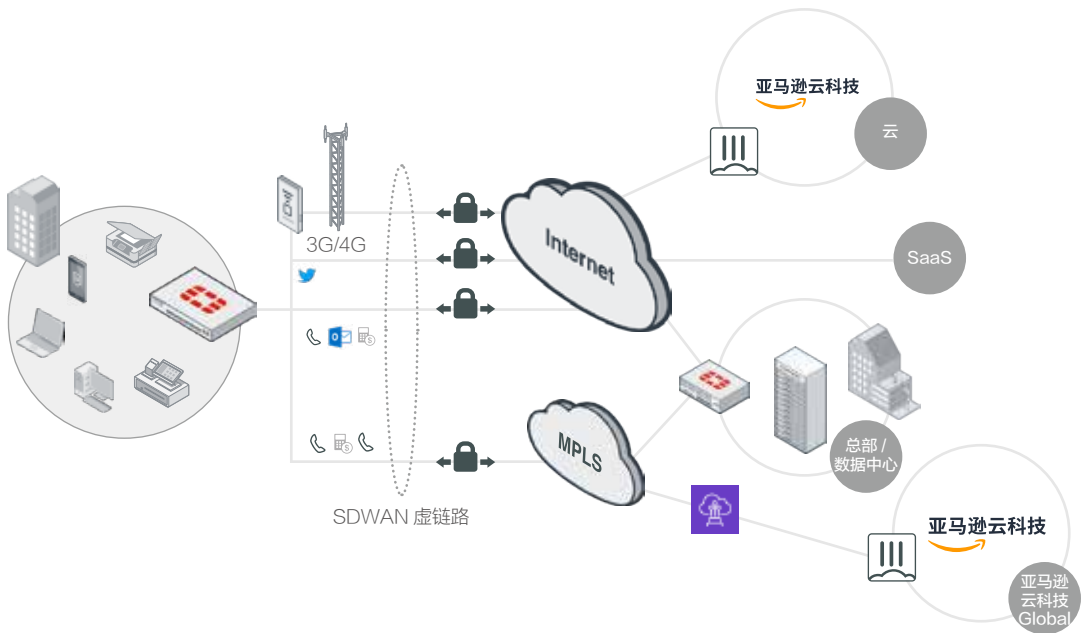 亚马逊云科技
云
3G/4G
Internet
SaaS
MPLS
总部 /
数据中心
SDWAN 虚链路
亚马逊云科技
亚马逊
云科技
Global